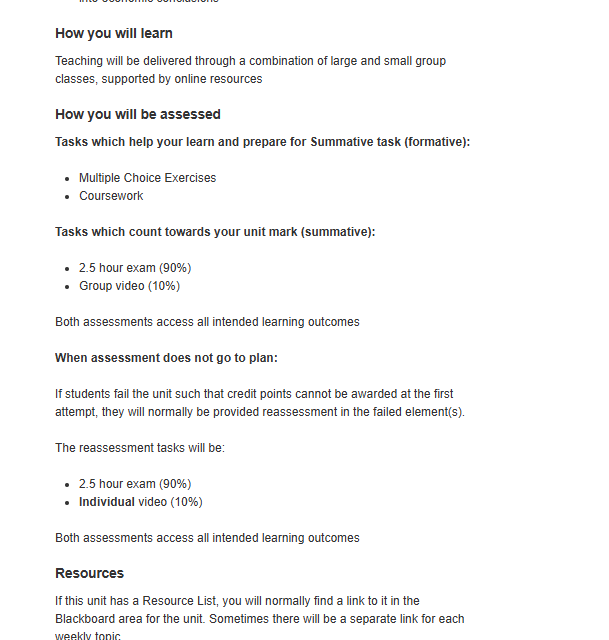 into economic conclusions
How you will learn
Teaching will be delivered through a combination of large and small group
classes, supported by online resources
How you will be assessed
Tasks which help your learn and prepare for Summative task (formative):
• Multiple Choice Exercises
• Coursework
Tasks which count towards your unit mark (summative):
• 2.5 hour exam (90%)
• Group video (10%)
Both assessments access all intended learning outcomes
When assessment does not go to plan:
If students fail the unit such that credit points cannot be awarded at the first
attempt, they will normally be provided reassessment in the failed element(s).
The reassessment tasks will be:
• 2.5 hour exam (90%)
• Individual video (10%)
Both assessments access all intended learning outcomes
Resources
If this unit has a Resource List, you will normally find a link to it in the
Blackboard area for the unit. Sometimes there will be a separate link for each
weekly topic